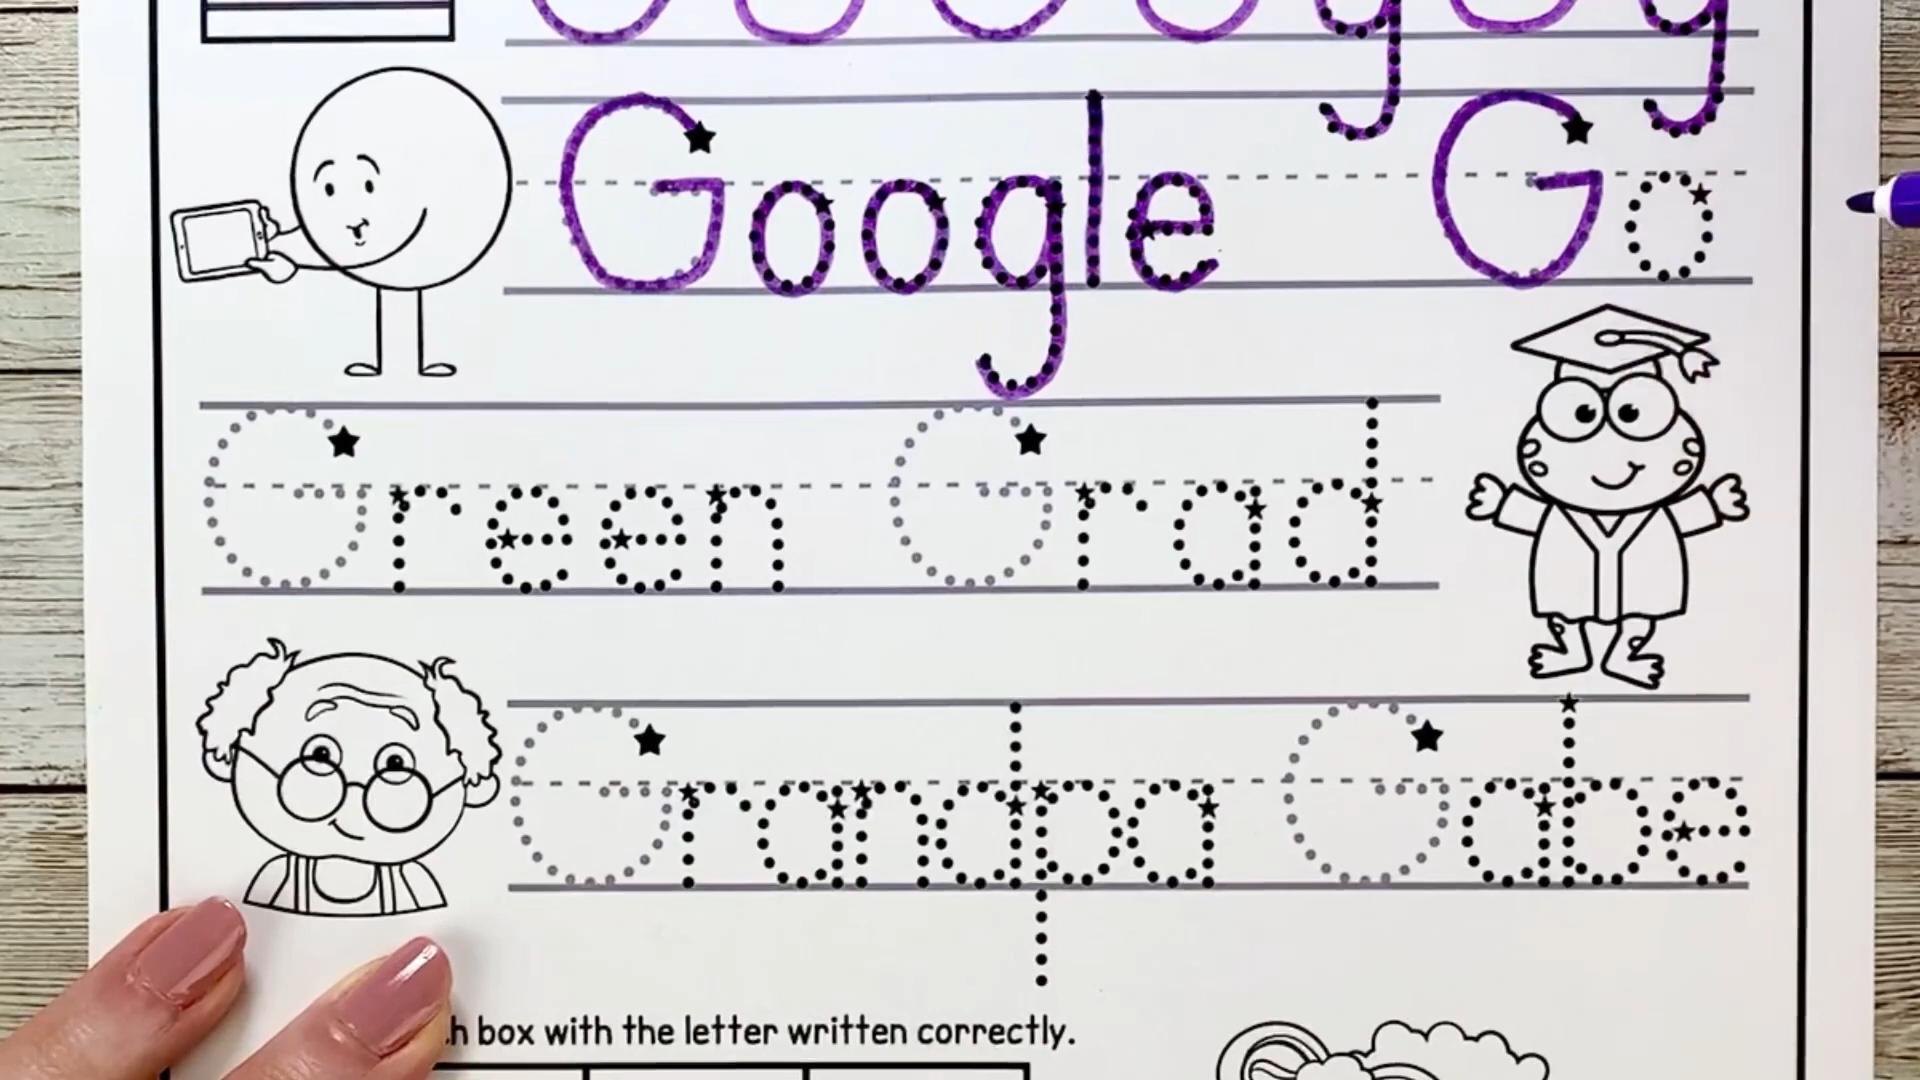 Google Go
Green Grad
Grandpa Gabe
box with the letter written correctly.